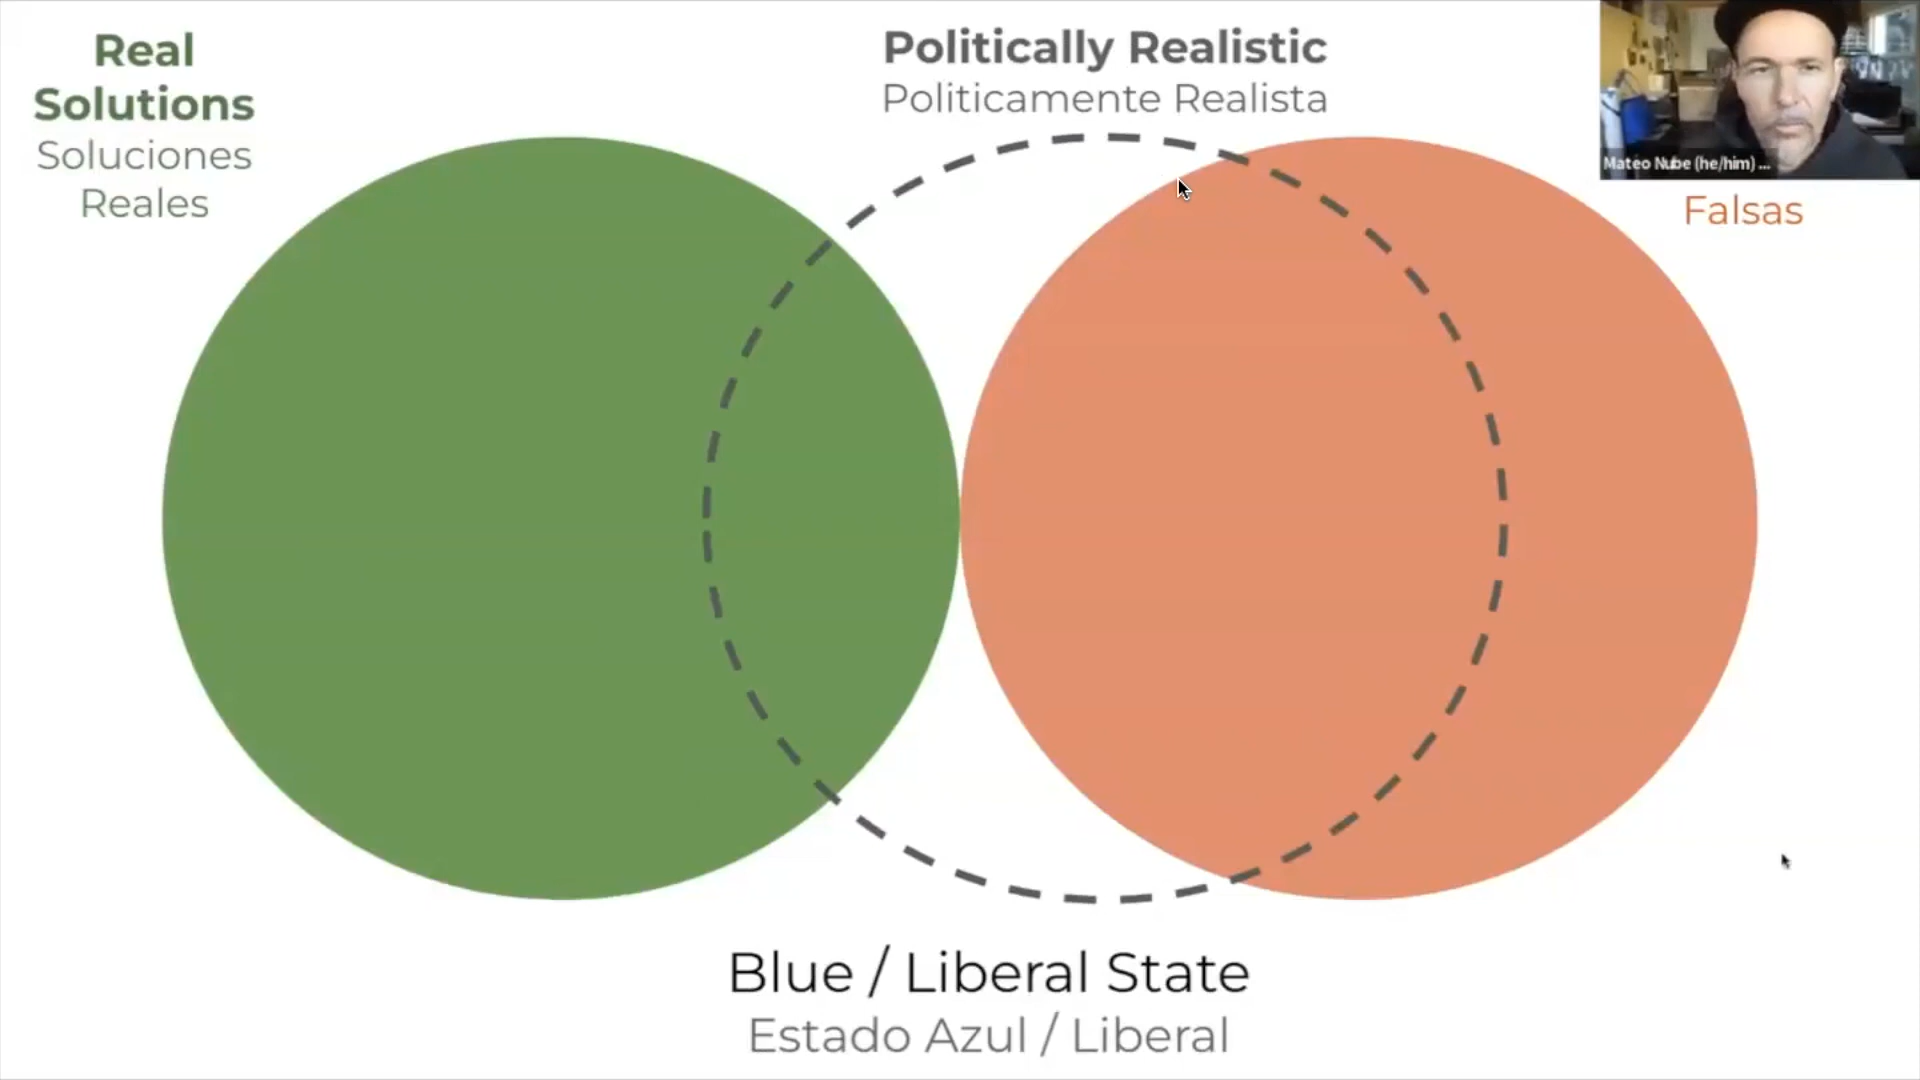 Real
Solutions
Soluciones
Reales
Politically Realistic
Politicamente Realista
Mateo Nube (he/him) ...
Falsas
Blue / Liberal State
Estado Azul / Liberal